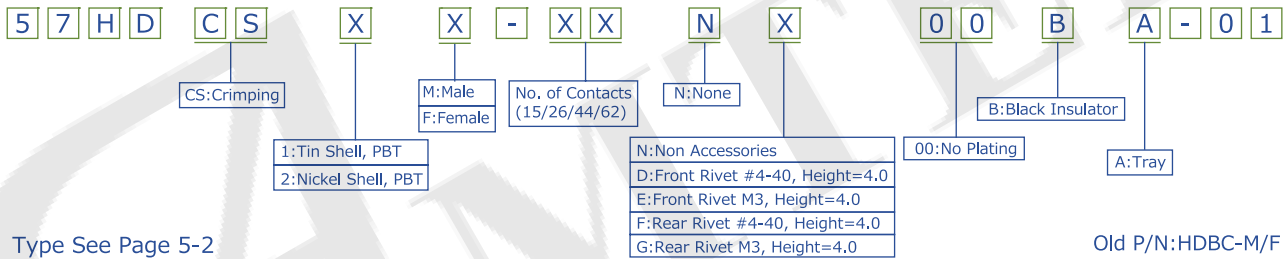 5 7 H D C S X X - X X N X 0 0 B A - 0 1
CS:Crimping
M:Male
F:Female
No. of Contacts
(15/26/44/62)
N:None
B:Black Insulator
1:Tin Shell, PBT
2:Nickel Shell, PBT
N:Non Accessories
D:Front Rivet #4-40, Height=4.0
E:Front Rivet M3, Height=4.0
F:Rear Rivet #4-40, Height=4.0
G:Rear Rivet M3, Height=4.0
00:No Plating
A:Tray
Type See Page 5-2
Old P/N:HDBC-M/F